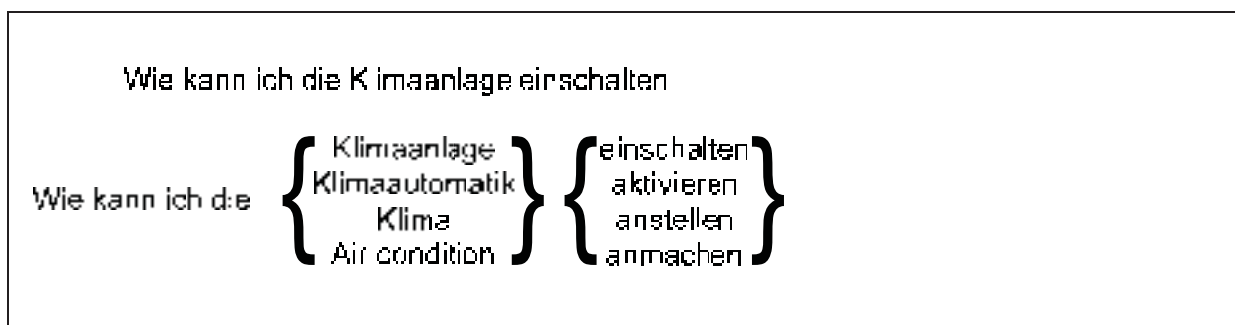 Wie kann ich die Klimaanlage einschalten
Wie kann ich die
Klimaanlage
Klimaautomatik
Klima
Air condition
einschalten
aktivieren
anstellen
anmachen